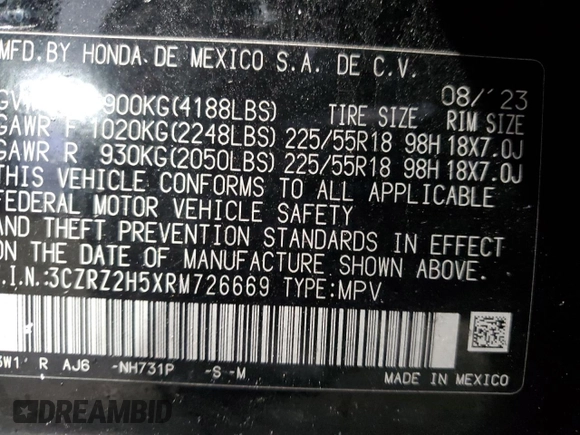 MFD.BY HONDA DE MEXICO S.A. DE C.V.
08/'23
900KG(4188LBS) TIRE SIZE RIM SIZE
GAWR F 1020KG(2248LBS) 225/55R18 98H 18X7.0J
GAWR R 930KG(2050LBS) 225/55R18 98H 18X7.0J
THIS VEHICLE CONFORMS TO ALL APPLICABLE
FEDERAL MOTOR VEHICLE SAFETY
AND THEFT PREVENTION STANDARDS IN EFFECT
ON THE DATE OF MANUFACTURE SHOWN ABOVE.
.I.N.:3CZRZ2H5XRM726669 TYPE:MPV
3W1 R AJ6 -NH731P -S -M
MADE IN MEXICO
DREAMBID